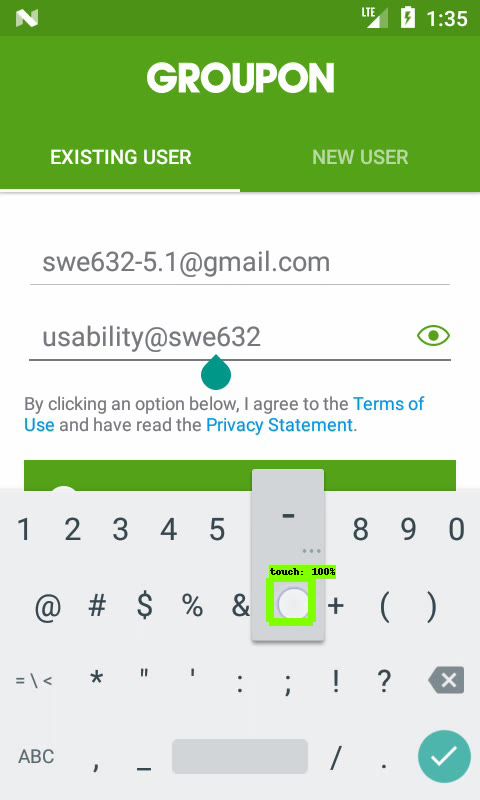 LTE 1:35
GROUPON
EXISTING USER NEW USER
swe632-5.1@gmail.com
usability@swe632
By clicking an option below, I agree to the Terms of
Use and have read the Privacy Statement.
1 2 3 4 5 - 8 9 0
...
touch: 100%
@ # $ % & + ( )
= \ < * " ' : ; ! ?
ABC , _ / .